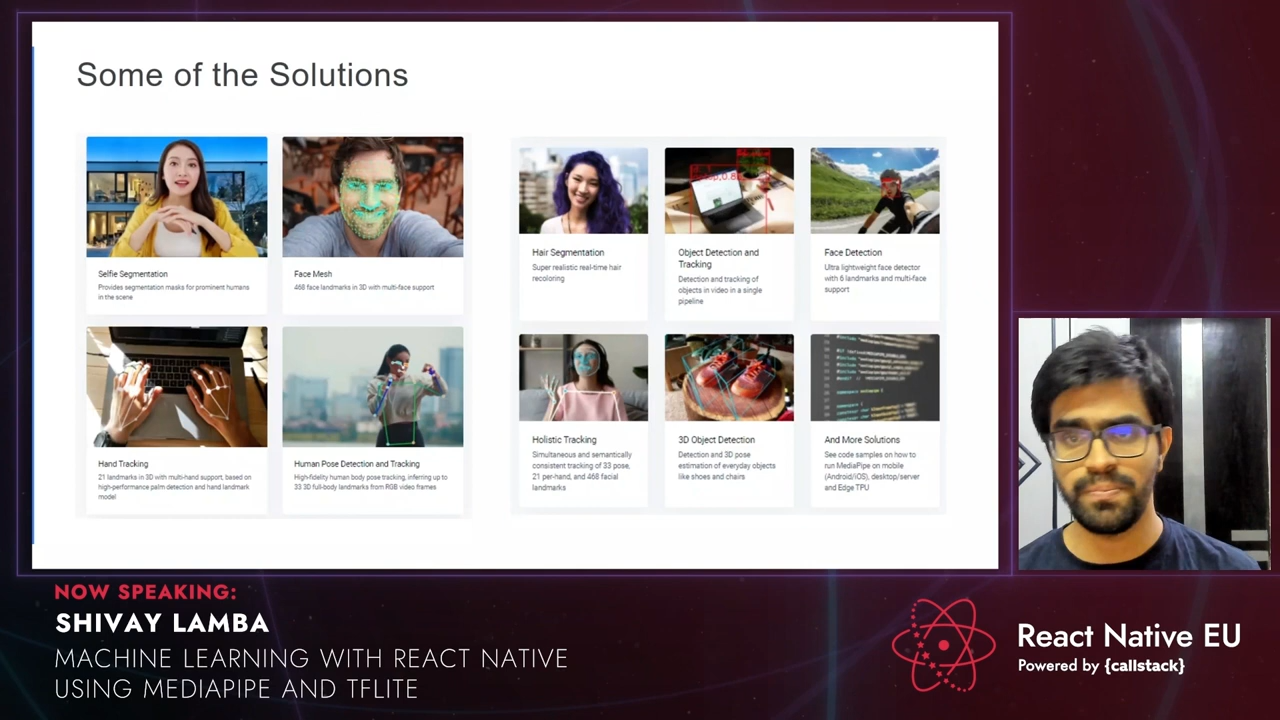 Some of the Solutions
Selfie Segmentation
Provides segmentation masks for prominent humans
in the scene
Face Mesh
468 face landmarks in 3D with multi-face support
Hand Tracking
21 landmarks in 3D with multi-hand support, based on
high-performance palm detection and hand landmark
model
Human Pose Detection and Tracking
High-fidelity human body pose tracking, inferring up to
33 3D full-body landmarks from RGB video frames
Hair Segmentation
Super realistic real-time hair
recoloring
Object Detection and
Tracking
Detection and tracking of
objects in video in a single
pipeline
Face Detection
Ultra lightweight face detector
with 6 landmarks and multi-face
support
Holistic Tracking
Simultaneous and semantically
consistent tracking of 33 pose,
21 per-hand, and 468 facial
landmarks
3D Object Detection
Detection and 3D pose
estimation of everyday objects
like shoes and chairs
And More Solutions
See code samples on how to
run MediaPipe on mobile
(Android/iOS), desktop/server
and Edge TPU
NOW SPEAKING:
SHIVAY LAMBA
MACHINE LEARNING WITH REACT NATIVE
USING MEDIAPIPE AND TFLITE
React Native EU
Powered by {callstack}